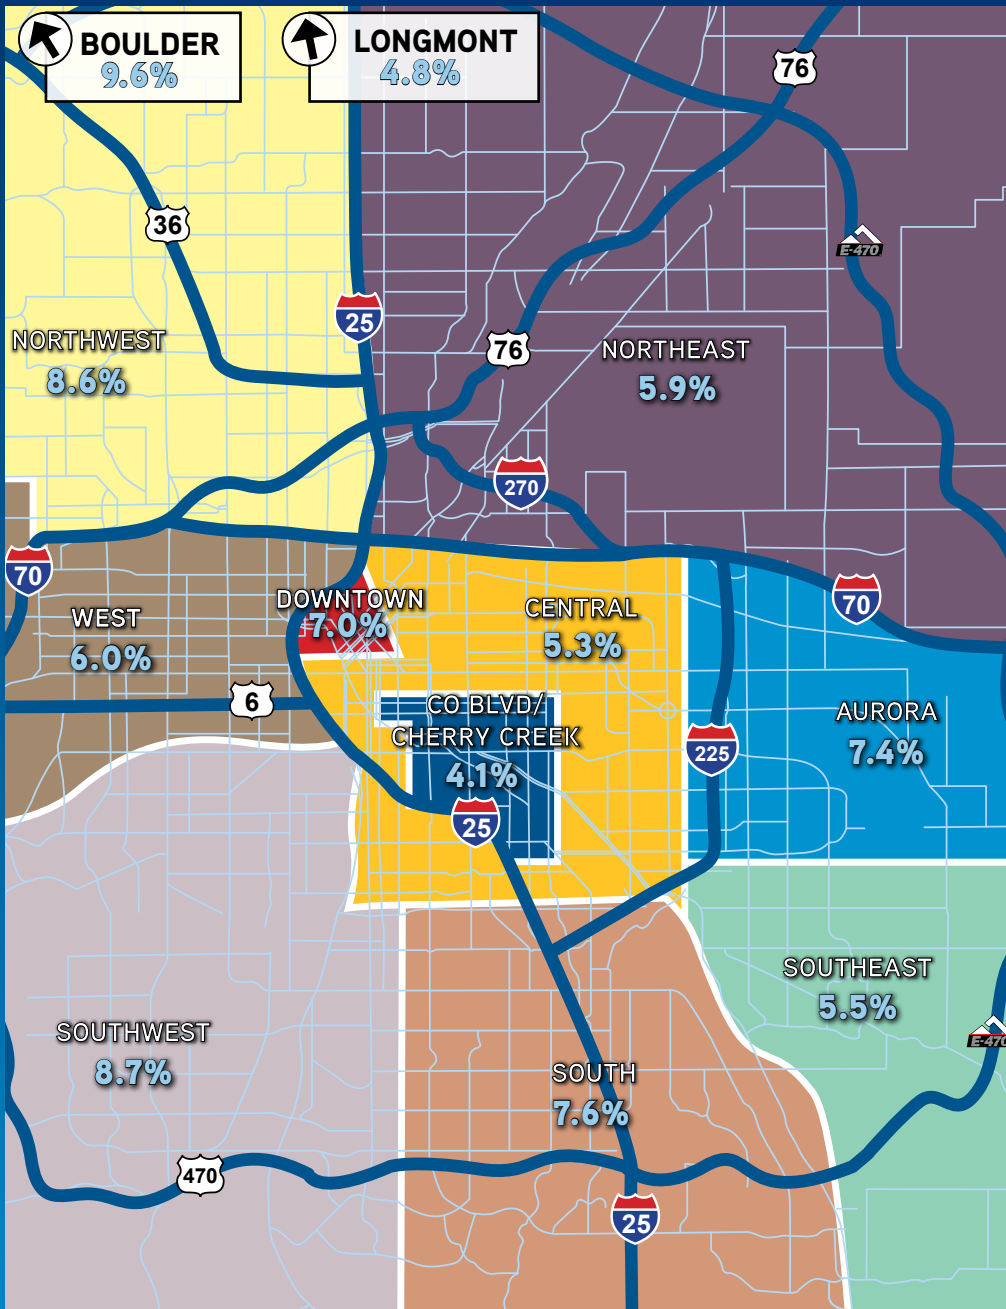 BOULDER
9.6%
LONGMONT
4.8%
76
36
E-470
25
NORTHWEST
8.6%
76
NORTHEAST
5.9%
270
70
70
DOWNTOWN
7.0%
CENTRAL
5.3%
WEST
6.0%
6
CO BLVD/
CHERRY CREEK
4.1%
AURORA
7.4%
225
25
SOUTHEAST
5.5%
E-470
SOUTHWEST
8.7%
SOUTH
7.6%
470
25